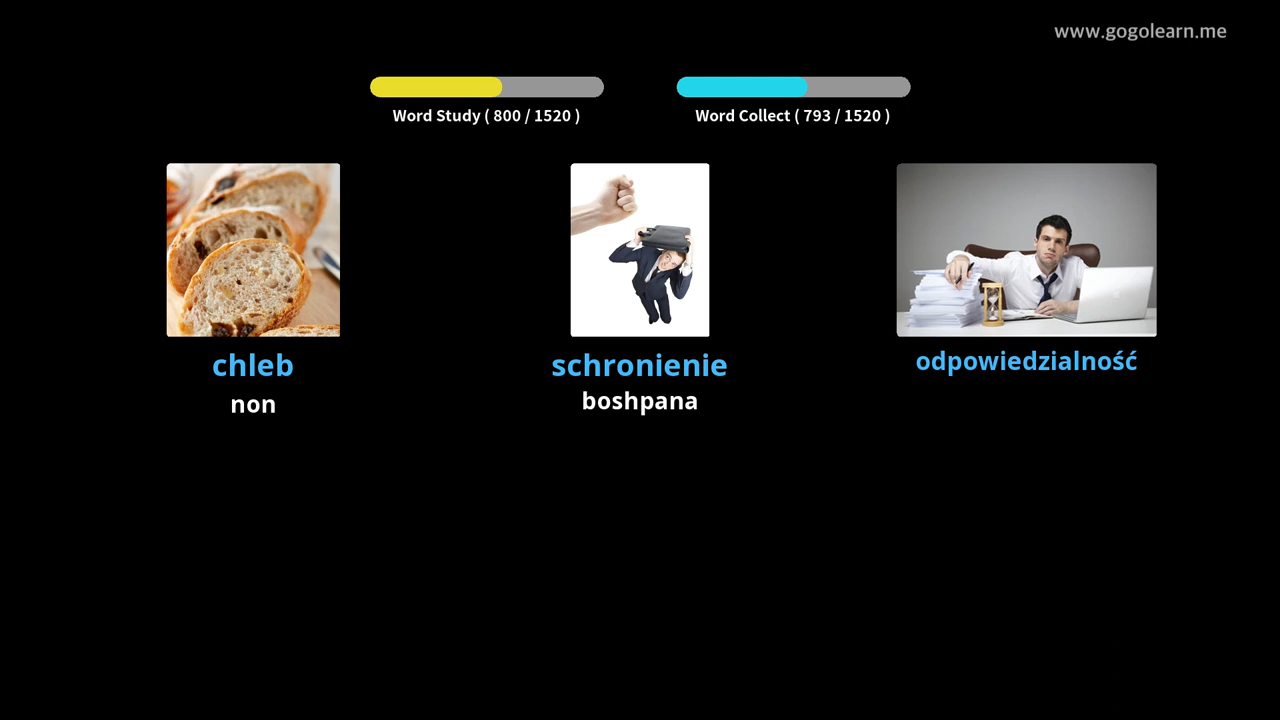 www.gogolearn.me
Word Study ( 800 / 1520 )
Word Collect ( 793 / 1520 )
chleb
non
schronienie
boshpana
odpowiedzialność